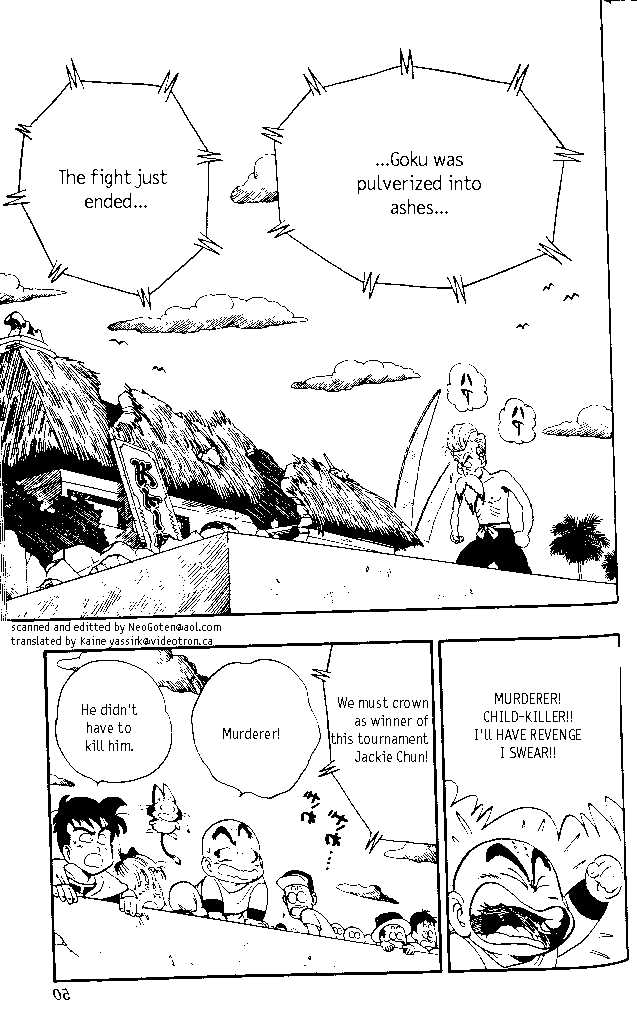 The fight just
ended...
...Goku was
pulverized into
ashes...
scanned and editted by NeoGoten@aol.com
translated by Kaine yassirk@videotron.ca
He didn't
have to
kill him.
Murderer!
We must crown
as winner of
this tournament
Jackie Chun!
MURDERER!
CHILD-KILLER!!
I'll HAVE REVENGE
I SWEAR!!
50